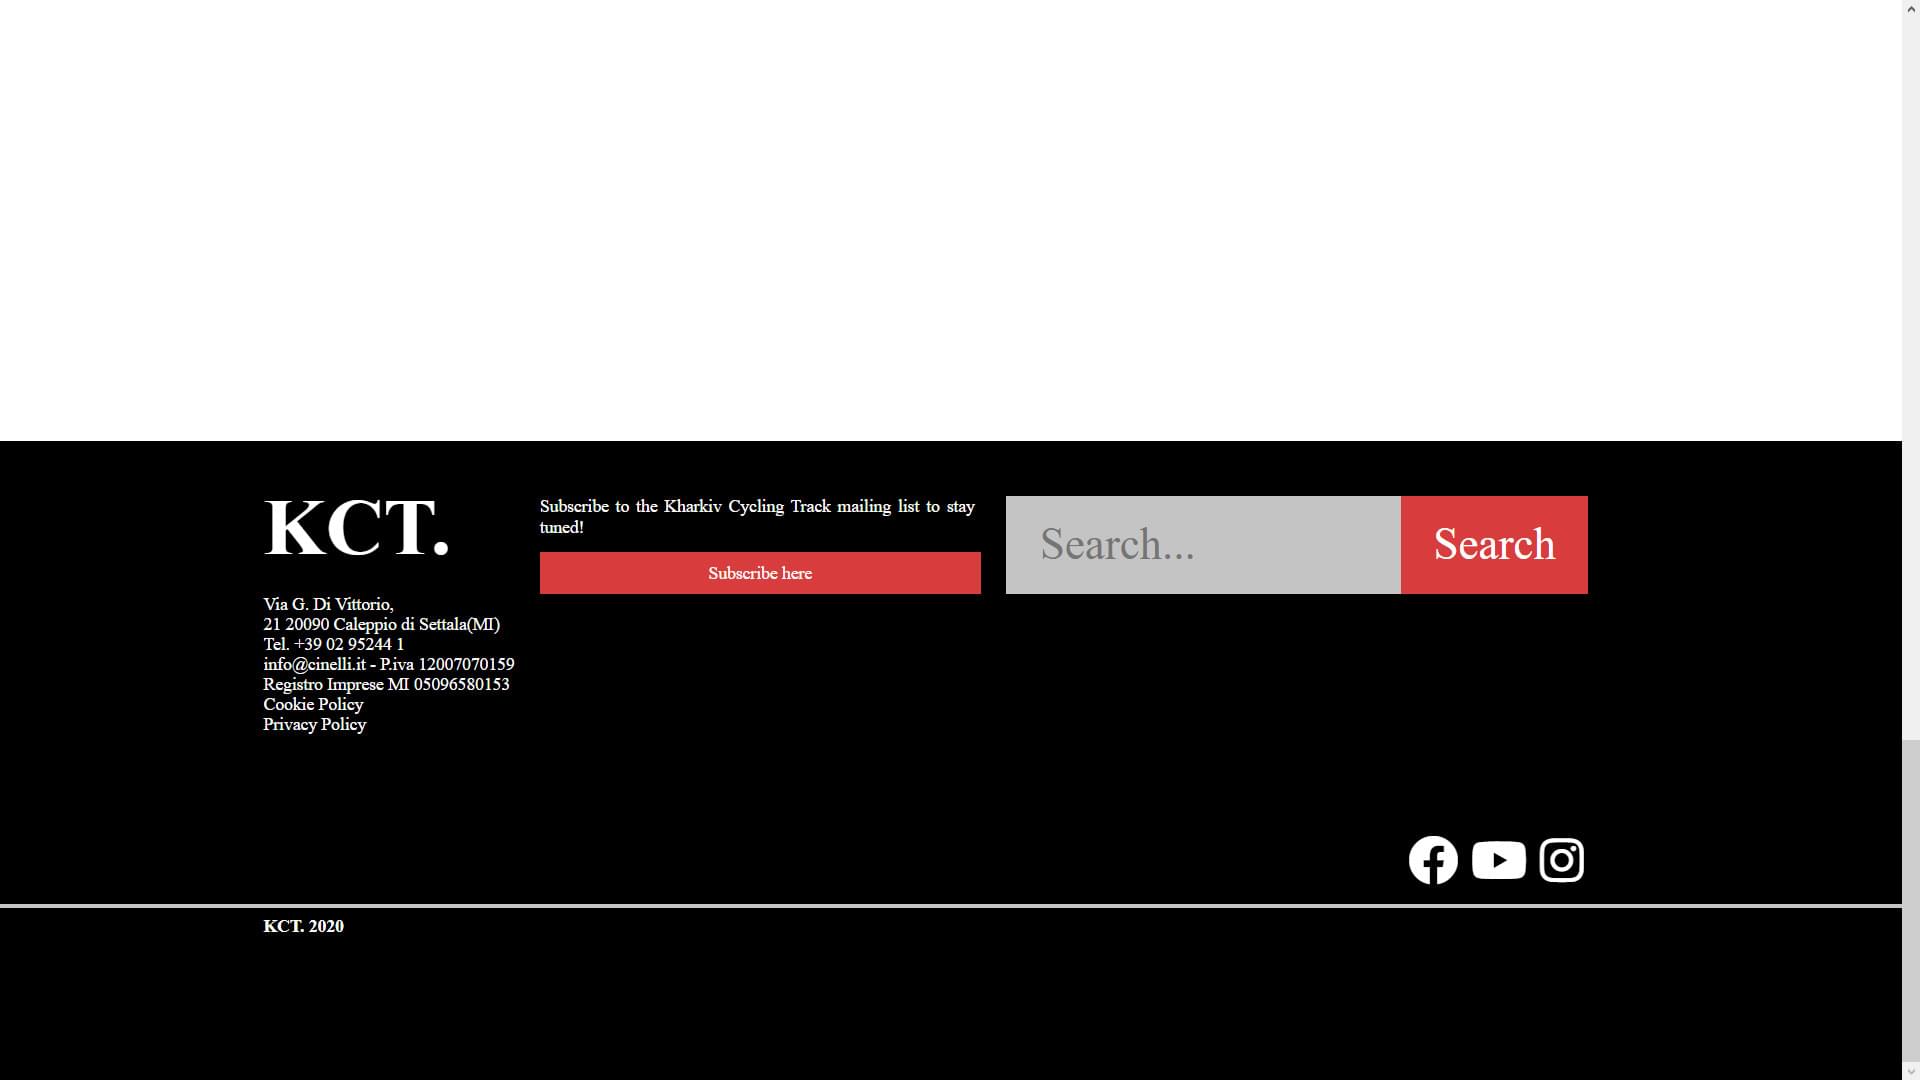 KCT.
Via G. Di Vittorio,
21 20090 Caleppio di Settala(MI)
Tel. +39 02 95244 1
info@cinelli.it - P.iva 12007070159
Registro Imprese MI 05096580153
Cookie Policy
Privacy Policy
Subscribe to the Kharkiv Cycling Track mailing list to stay
tuned!
Subscribe here
Search...
Search
KCT. 2020